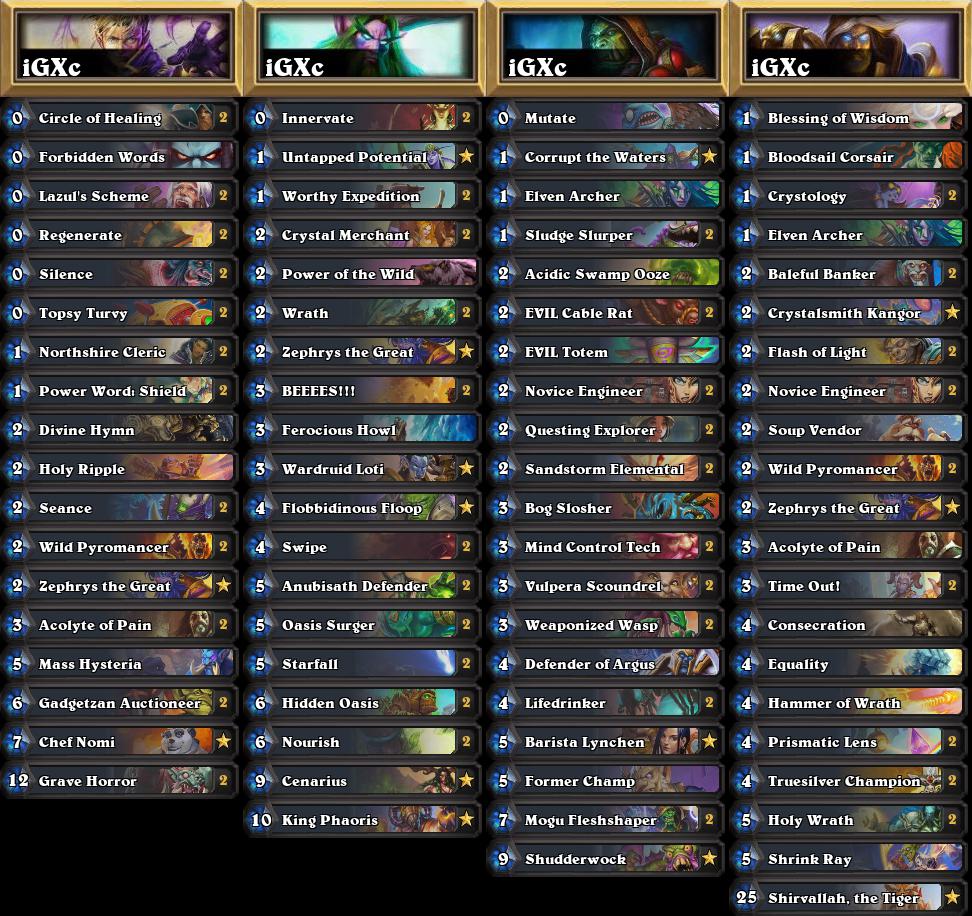 iGXc
0 Circle of Healing 2
0 Forbidden Words
0 Lazul's Scheme 2
0 Regenerate 2
0 Silence 2
0 Topsy Turvy 2
1 Northshire Cleric 2
1 Power Word: Shield 2
2 Divine Hymn
2 Holy Ripple
2 Seance 2
2 Wild Pyromancer 2
2 Zephrys the Great
3 Acolyte of Pain 2
5 Mass Hysteria
6 Gadgetzan Auctioneer 2
7 Chef Nomi
12 Grave Horror 2
iGXc
0 Innervate 2
1 Untapped Potential
1 Worthy Expedition 2
2 Crystal Merchant 2
2 Power of the Wild
2 Wrath 2
2 Zephrys the Great
3 BEEEES!!! 2
3 Ferocious Howl
3 Wardruid Loti
4 Flobbidinous Floop
4 Swipe 2
5 Anubisath Defender 2
5 Oasis Surger 2
5 Starfall 2
6 Hidden Oasis 2
6 Nourish 2
9 Cenarius
10 King Phaoris
iGXc
0 Mutate
1 Corrupt the Waters
1 Elven Archer
1 Sludge Slurper 2
2 Acidic Swamp Ooze
2 EVIL Cable Rat 2
2 EVIL Totem
2 Novice Engineer 2
2 Questing Explorer 2
2 Sandstorm Elemental 2
3 Bog Slosher
3 Mind Control Tech 2
3 Vulpera Scoundrel 2
3 Weaponized Wasp 2
4 Defender of Argus
4 Lifedrinker 2
5 Barista Lynchen
5 Former Champ
7 Mogu Fleshshaper 2
9 Shudderwock
iGXc
1 Blessing of Wisdom
1 Bloodsail Corsair
1 Crystology 2
1 Elven Archer
2 Baleful Banker 2
2 Crystalsmith Kangor
2 Flash of Light 2
2 Novice Engineer 2
2 Soup Vendor
2 Wild Pyromancer 2
2 Zephrys the Great
3 Acolyte of Pain
3 Time Out! 2
4 Consecration
4 Equality
4 Hammer of Wrath
4 Prismatic Lens 2
4 Truesilver Champion 2
5 Holy Wrath 2
5 Shrink Ray
25 Shirvallah, the Tiger